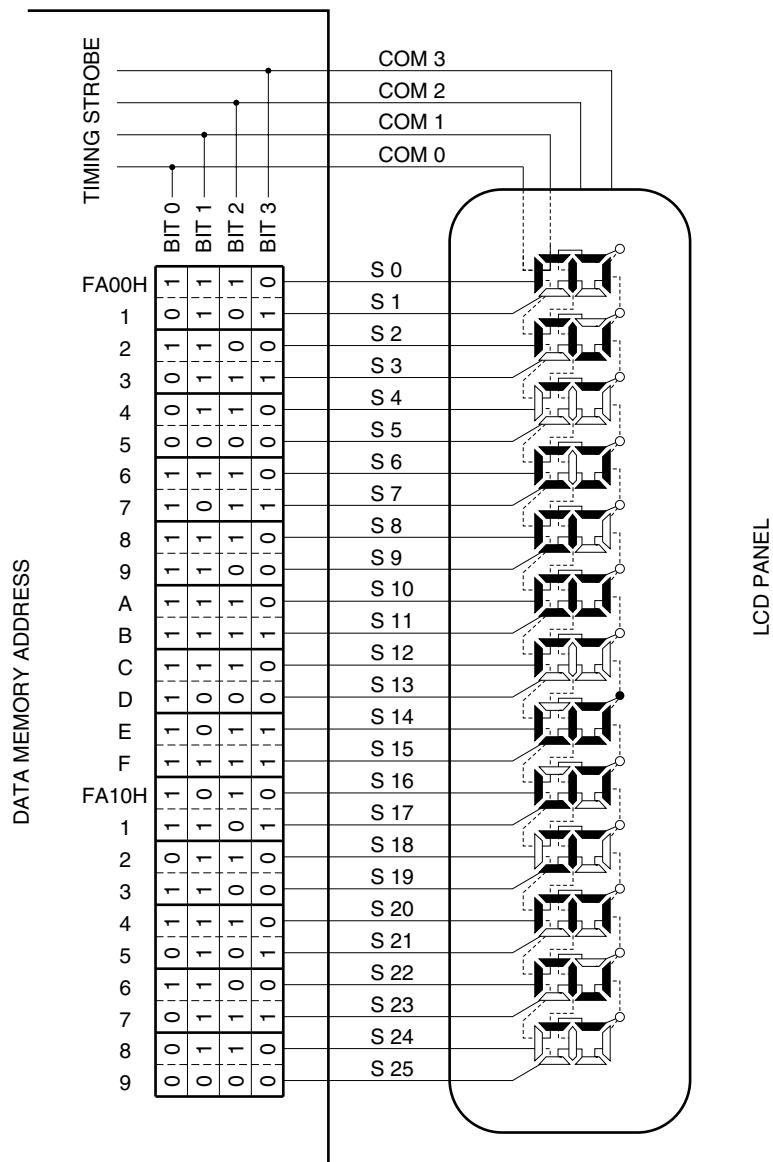 TIMING STROBE
COM 3
COM 2
COM 1
COM 0
BIT 0 BIT 1 BIT 2 BIT 3
DATA MEMORY ADDRESS
FA00H 1 1 1 0 S 0
1 0 1 0 1 S 1
2 1 1 0 0 S 2
3 0 1 1 1 S 3
4 0 1 1 0 S 4
5 0 0 0 0 S 5
6 1 1 1 0 S 6
7 1 0 1 1 S 7
8 1 1 1 0 S 8
9 1 1 0 0 S 9
A 1 1 1 0 S 10
B 1 1 1 1 S 11
C 1 1 1 0 S 12
D 1 0 0 0 S 13
E 1 0 1 1 S 14
F 1 1 1 1 S 15
FA10H 1 0 1 0 S 16
1 1 1 0 1 S 17
2 0 1 1 0 S 18
3 1 1 0 0 S 19
4 1 1 1 0 S 20
5 0 1 0 1 S 21
6 1 1 0 0 S 22
7 0 1 1 1 S 23
8 0 1 1 0 S 24
9 0 0 0 0 S 25
LCD PANEL